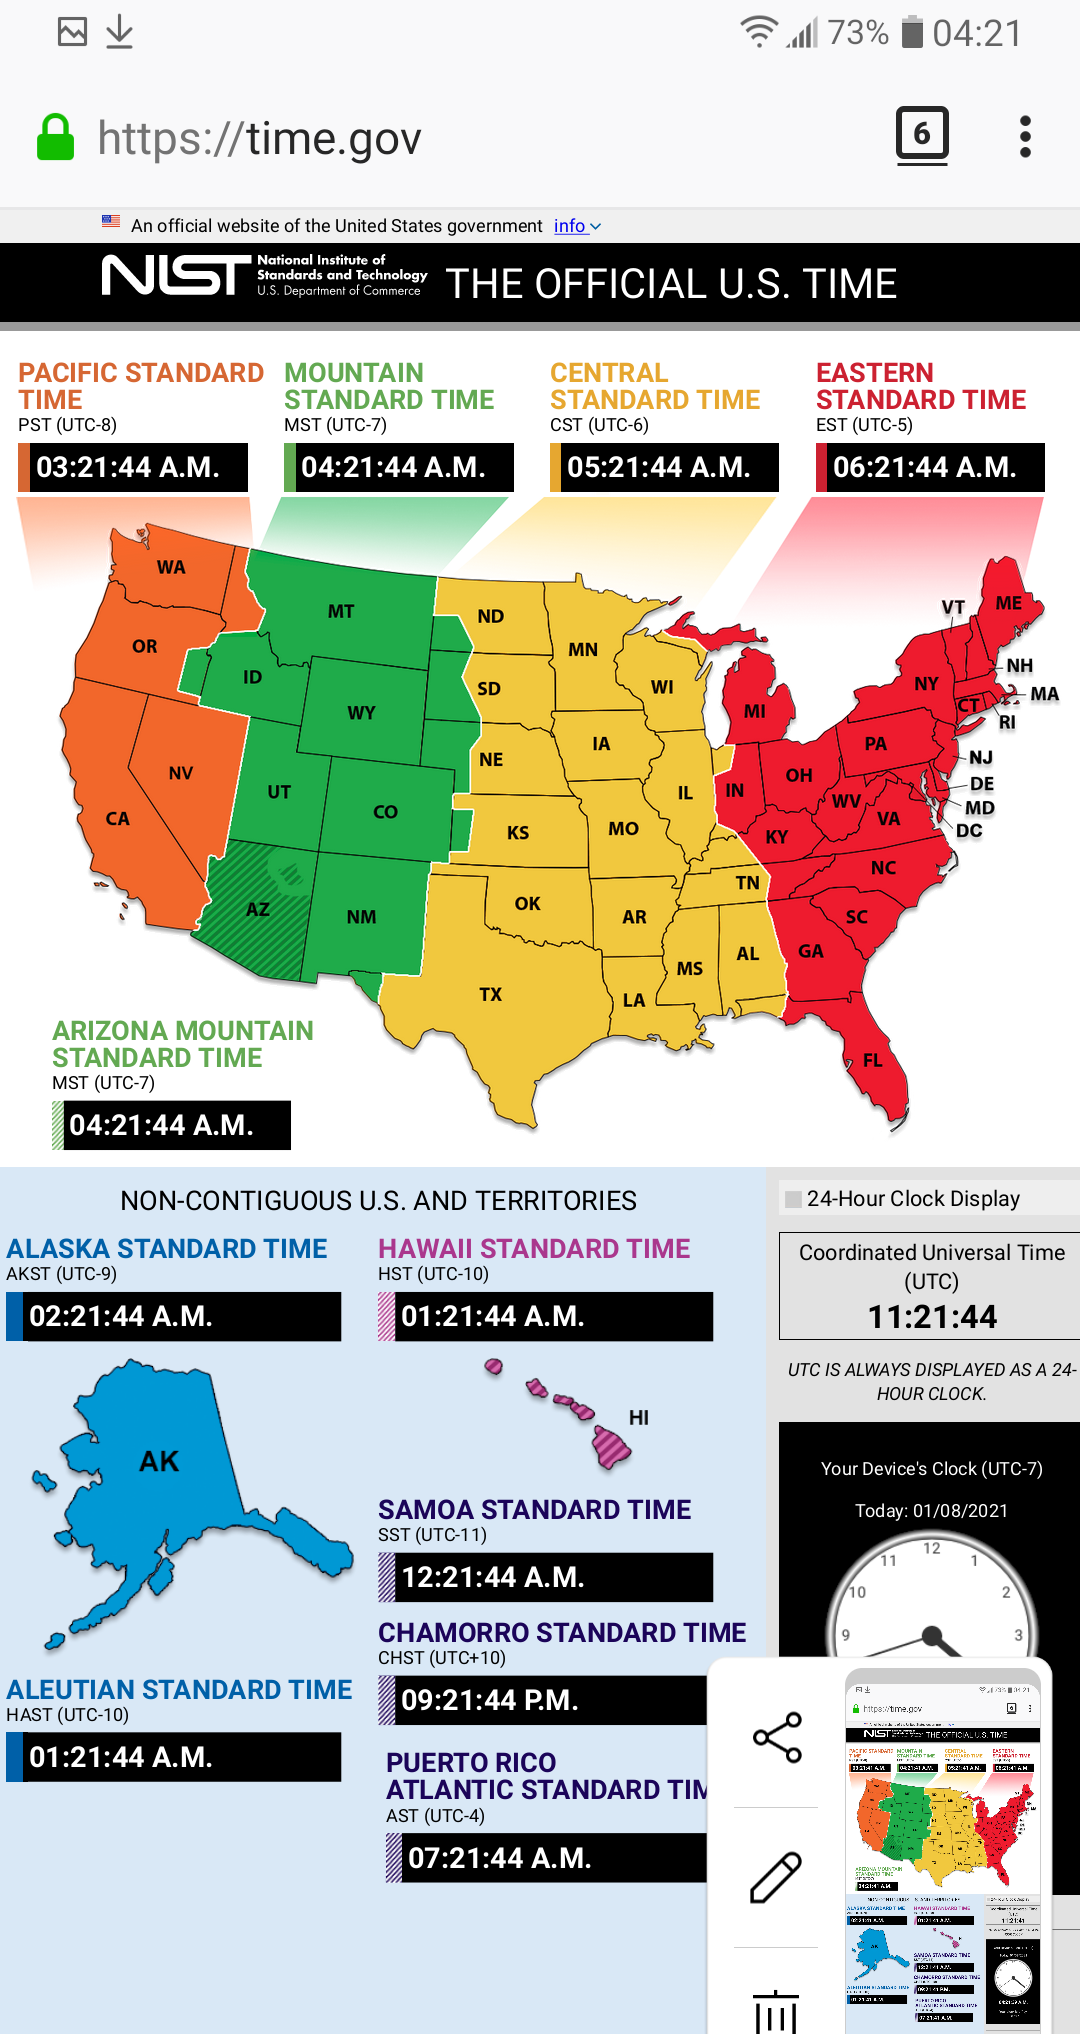 73% 04:21
https://time.gov 6
An official website of the United States government info
NIST National Institute of
Standards and Technology
U.S. Department of Commerce
THE OFFICIAL U.S. TIME
PACIFIC STANDARD
TIME
PST (UTC-8)
03:21:44 A.M.
MOUNTAIN
STANDARD TIME
MST (UTC-7)
04:21:44 A.M.
CENTRAL
STANDARD TIME
CST (UTC-6)
05:21:44 A.M.
EASTERN
STANDARD TIME
EST (UTC-5)
06:21:44 A.M.
WA
OR
CA
NV
ID
MT
WY
UT
CO
AZ
NM
ND
SD
NE
KS
OK
TX
MN
IA
MO
AR
LA
WI
IL
MS
AL
TN
MI
IN
OH
KY
WV
VA
NC
SC
GA
FL
PA
NY
VT
ME
NH
MA
CT
RI
NJ
DE
MD
DC
ARIZONA MOUNTAIN
STANDARD TIME
MST (UTC-7)
04:21:44 A.M.
NON-CONTIGUOUS U.S. AND TERRITORIES
ALASKA STANDARD TIME
AKST (UTC-9)
02:21:44 A.M.
AK
ALEUTIAN STANDARD TIME
HAST (UTC-10)
01:21:44 A.M.
HAWAII STANDARD TIME
HST (UTC-10)
01:21:44 A.M.
HI
SAMOA STANDARD TIME
SST (UTC-11)
12:21:44 A.M.
CHAMORRO STANDARD TIME
CHST (UTC+10)
09:21:44 P.M.
PUERTO RICO
ATLANTIC STANDARD TIM
AST (UTC-4)
07:21:44 A.M.
24-Hour Clock Display
Coordinated Universal Time
(UTC)
11:21:44
UTC IS ALWAYS DISPLAYED AS A 24-
HOUR CLOCK.
Your Device's Clock (UTC-7)
Today: 01/08/2021
12
11 1
10 2
9 3
https://time.gov
NIST THE OFFICIAL U.S. TIME